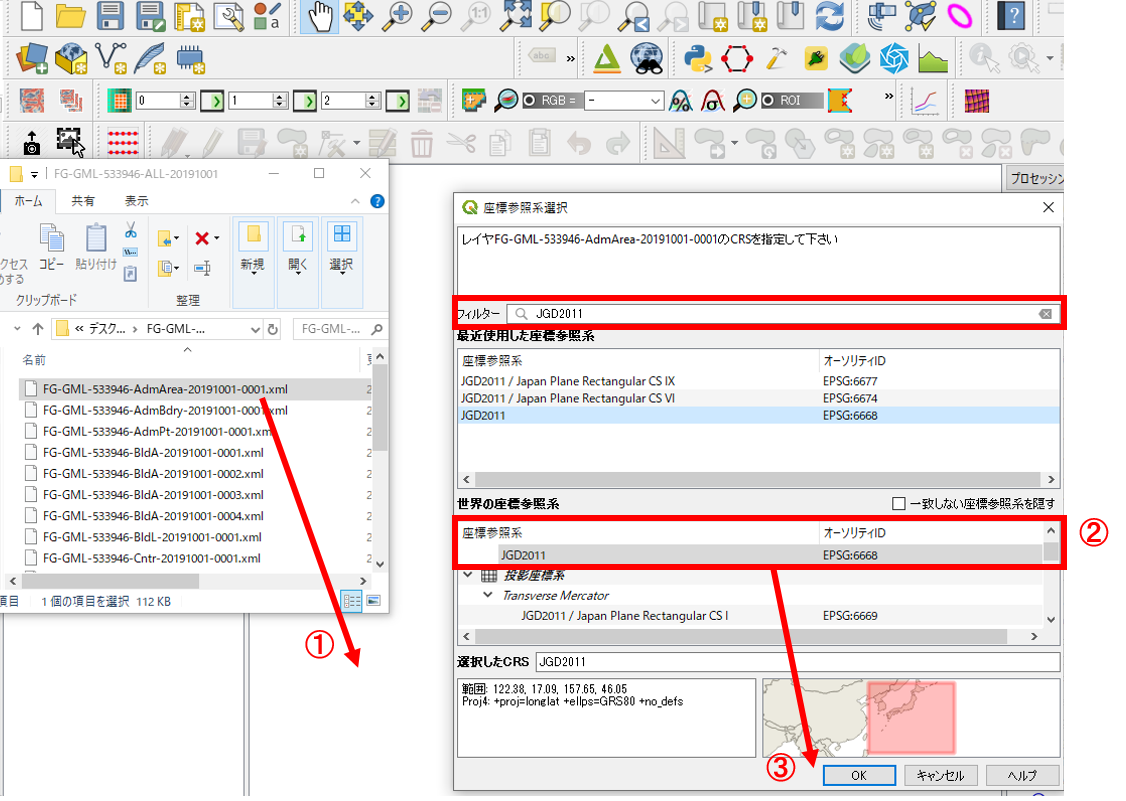 1:1
abc
»
0
1
2
RGB =
-
ROI
»
FG-GML-533946-ALL-20191001
ホーム
共有
表示
クセス
めする
コピー
貼り付け
新規
開く
選択
クリップボード
整理
« デスク... › FG-GML-...
FG-GML-...
名前
更
FG-GML-533946-AdmArea-20191001-0001.xml
FG-GML-533946-AdmBdry-20191001-0001.xml
FG-GML-533946-AdmPt-20191001-0001.xml
FG-GML-533946-BldA-20191001-0001.xml
FG-GML-533946-BldA-20191001-0002.xml
FG-GML-533946-BldA-20191001-0003.xml
FG-GML-533946-BldA-20191001-0004.xml
FG-GML-533946-BldL-20191001-0001.xml
FG-GML-533946-Cntr-20191001-0001.xml
項目
1 個の項目を選択 112 KB
①
プロセッシン
座標参照系選択
レイヤFG-GML-533946-AdmArea-20191001-0001のCRSを指定して下さい
フィルター
JGD2011
最近使用した座標参照系
座標参照系
オーソリティID
JGD2011 / Japan Plane Rectangular CS IX
EPSG:6677
JGD2011 / Japan Plane Rectangular CS VI
EPSG:6674
JGD2011
EPSG:6668
世界の座標参照系
一致しない座標参照系を隠す
座標参照系
オーソリティID
②
JGD2011
EPSG:6668
投影座標系
Transverse Mercator
JGD2011 / Japan Plane Rectangular CS I
EPSG:6669
選択したCRS
JGD2011
範囲: 122.38, 17.09, 157.65, 46.05
Proj4: +proj=longlat +ellps=GRS80 +no_defs
③
OK
キャンセル
ヘルプ